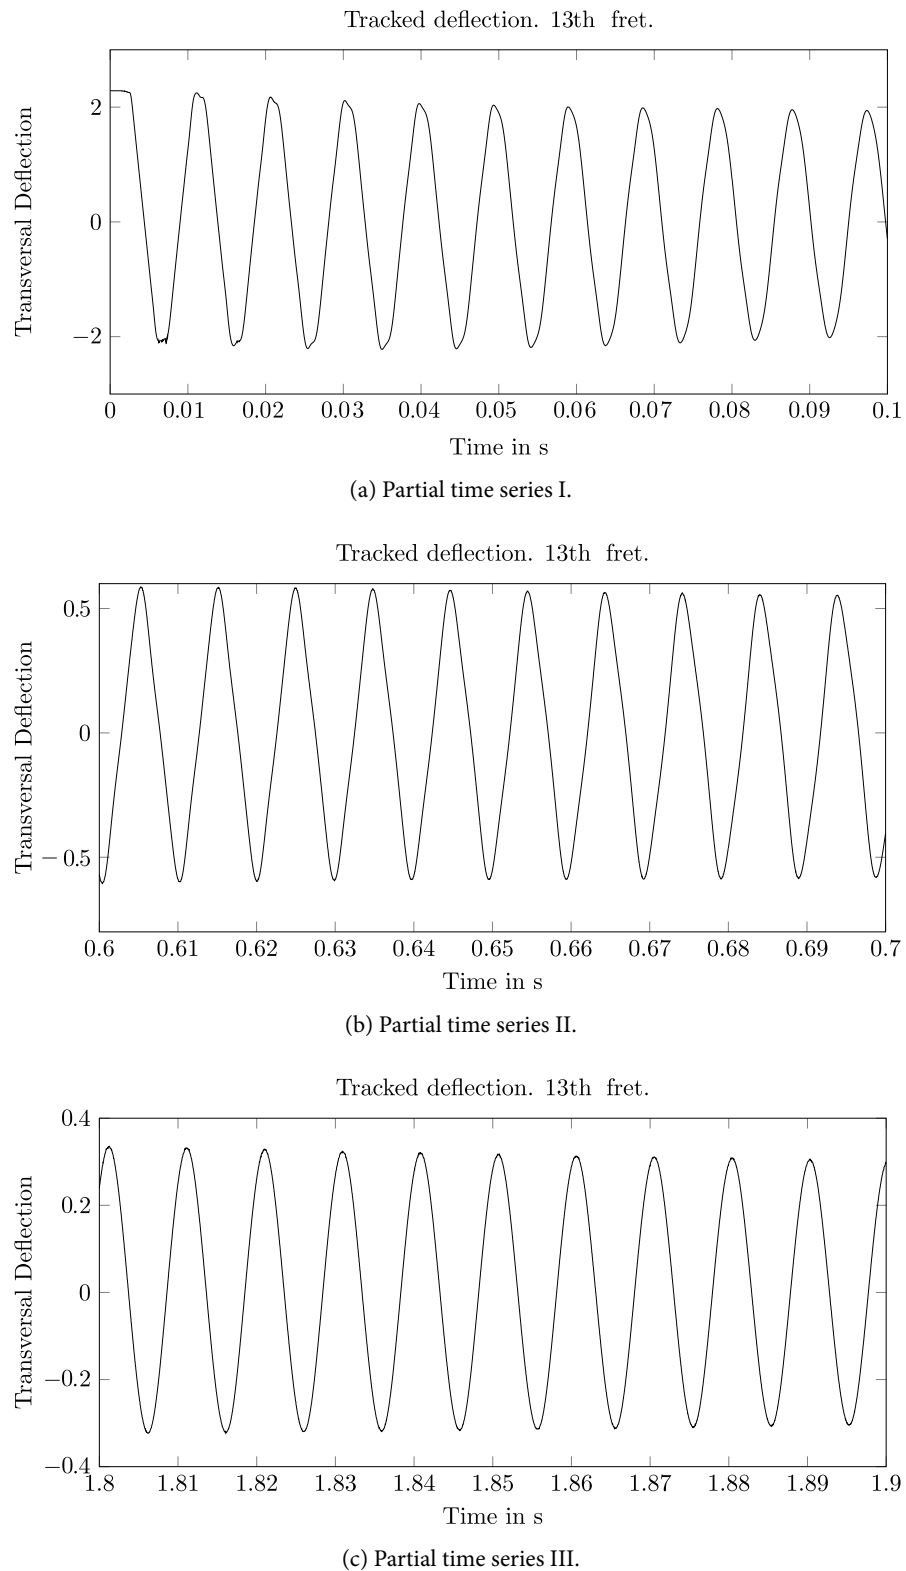 Tracked deflection. 13th fret.
Transversal Deflection
2
0
−2
0 0.01 0.02 0.03 0.04 0.05 0.06 0.07 0.08 0.09 0.1
Time in s
(a) Partial time series I.
Tracked deflection. 13th fret.
Transversal Deflection
0.5
0
−0.5
0.6 0.61 0.62 0.63 0.64 0.65 0.66 0.67 0.68 0.69 0.7
Time in s
(b) Partial time series II.
Tracked deflection. 13th fret.
Transversal Deflection
0.4
0.2
0
−0.2
−0.4
1.8 1.81 1.82 1.83 1.84 1.85 1.86 1.87 1.88 1.89 1.9
Time in s
(c) Partial time series III.